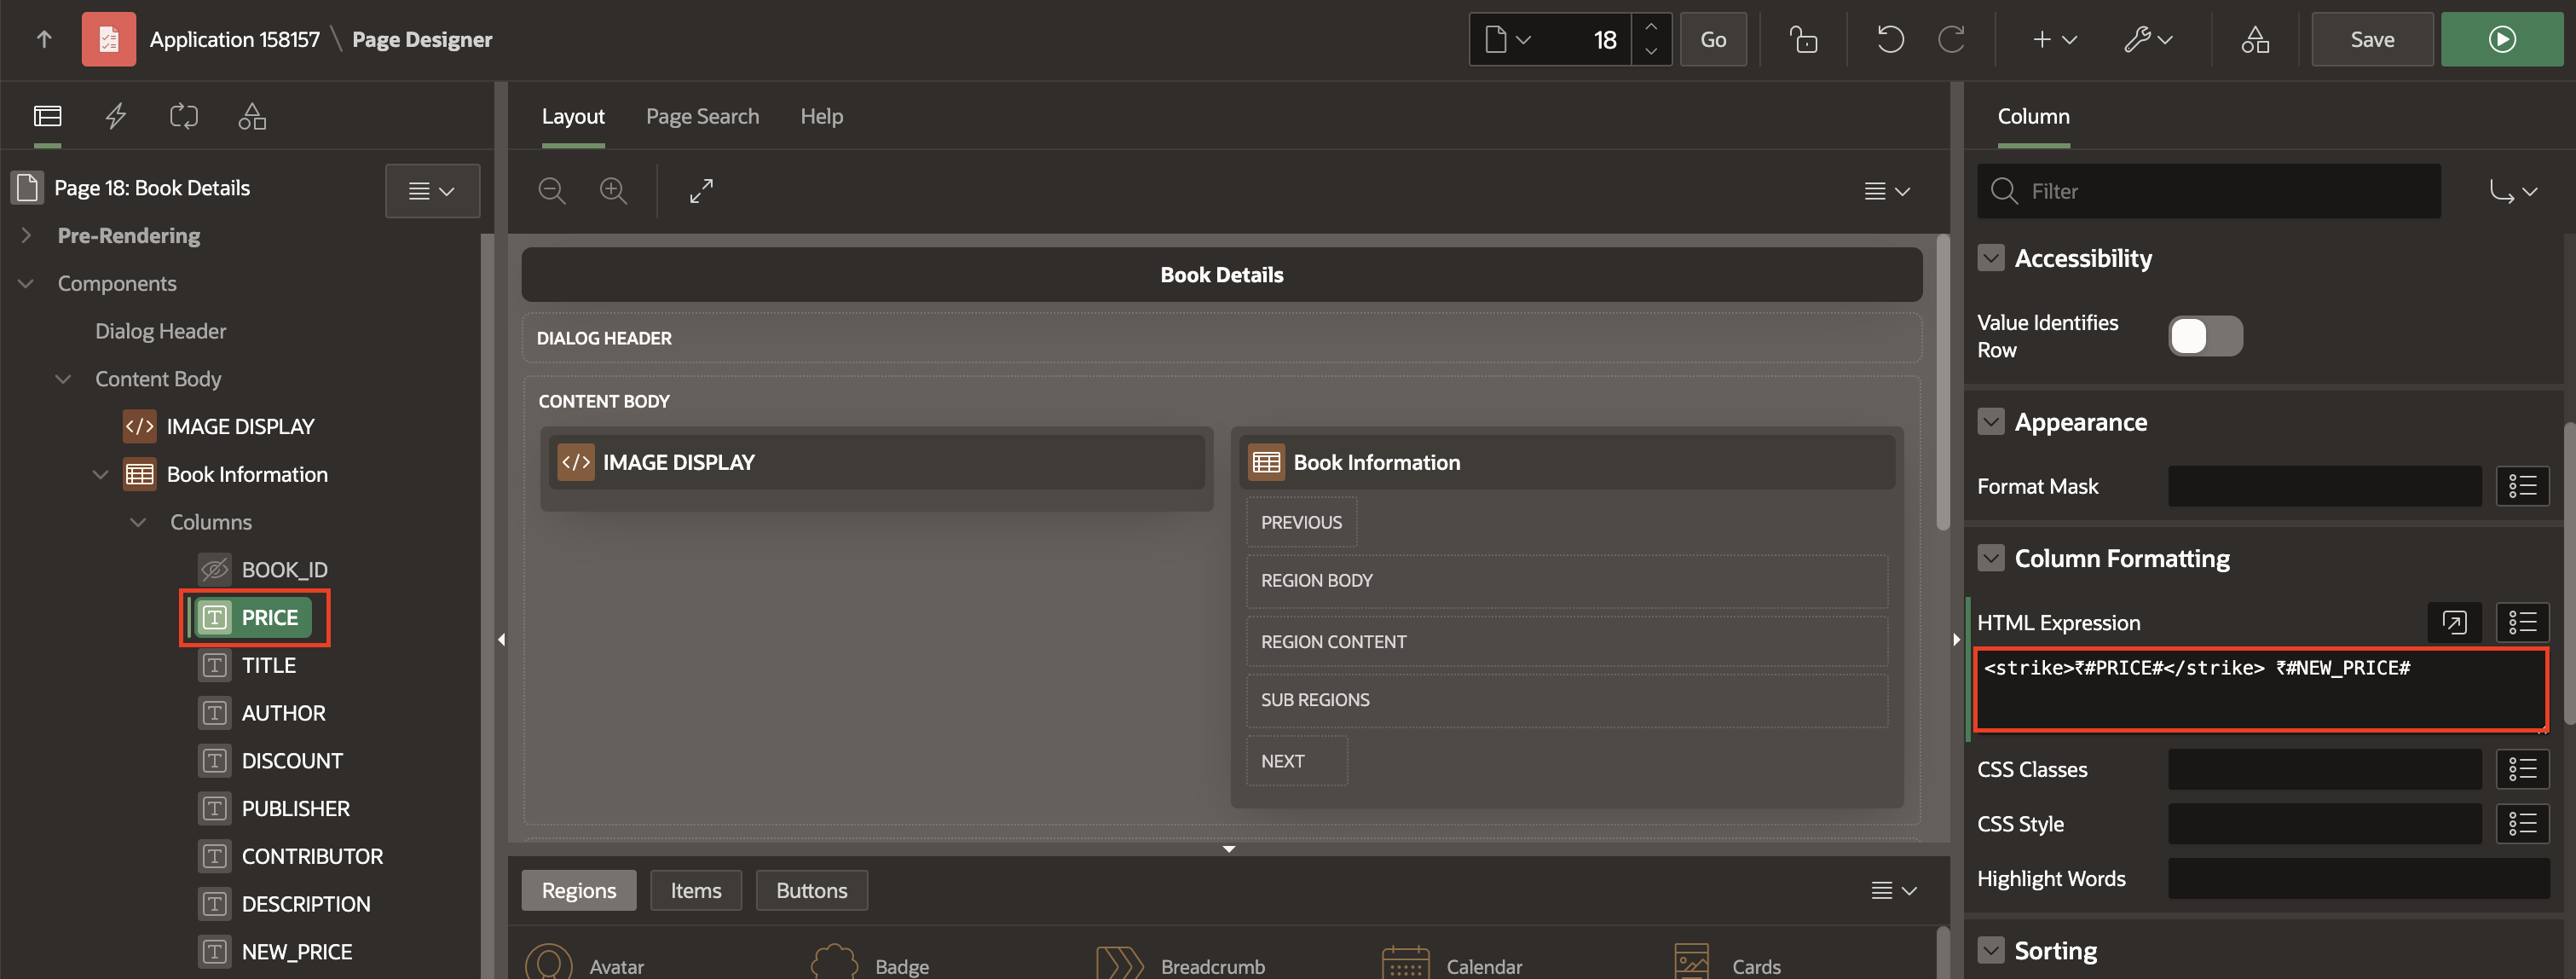 Application 158157 \ Page Designer
18
Go
Save
Layout
Page Search
Help
Column
Page 18: Book Details
Filter
Pre-Rendering
Components
Dialog Header
Content Body
IMAGE DISPLAY
Book Information
Columns
BOOK_ID
PRICE
TITLE
AUTHOR
DISCOUNT
PUBLISHER
CONTRIBUTOR
DESCRIPTION
NEW_PRICE
Book Details
DIALOG HEADER
CONTENT BODY
</> IMAGE DISPLAY
Book Information
PREVIOUS
REGION BODY
REGION CONTENT
SUB REGIONS
NEXT
Regions
Items
Buttons
Avatar
Badge
Breadcrumb
Calendar
Cards
Accessibility
Value Identifies
Row
Appearance
Format Mask
Column Formatting
HTML Expression
<strike>₹#PRICE#</strike> ₹#NEW_PRICE#
CSS Classes
CSS Style
Highlight Words
Sorting